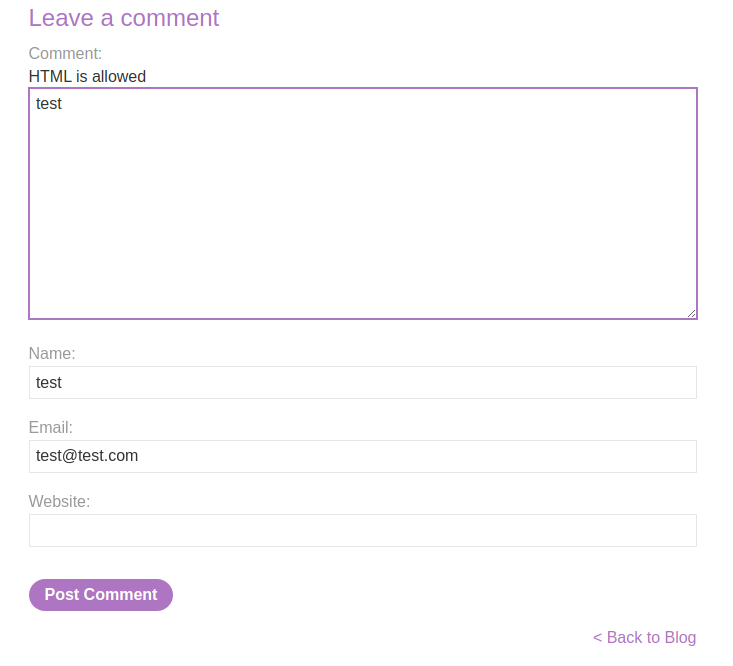 Leave a comment
Comment:
HTML is allowed
test
Name:
test
Email:
test@test.com
Website:
Post Comment
< Back to Blog